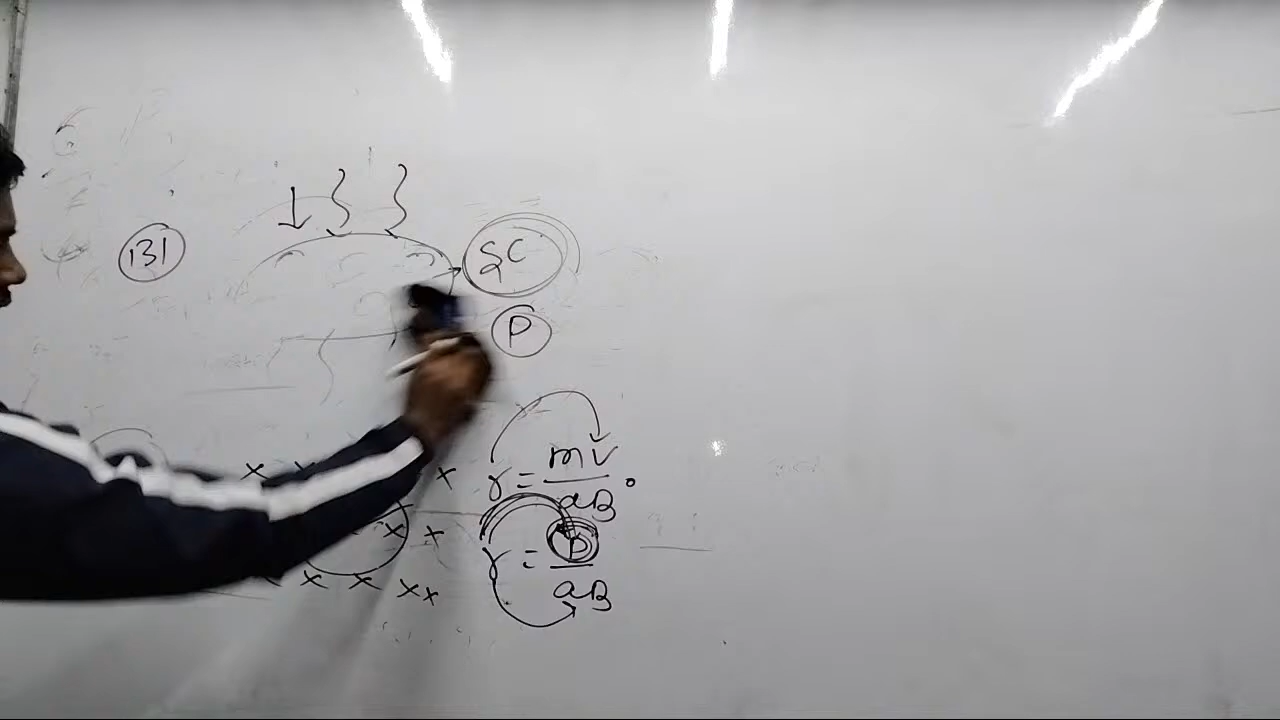 131
SC
P
x x x
r = mv / qB
x x
r = P / qB
x x x x